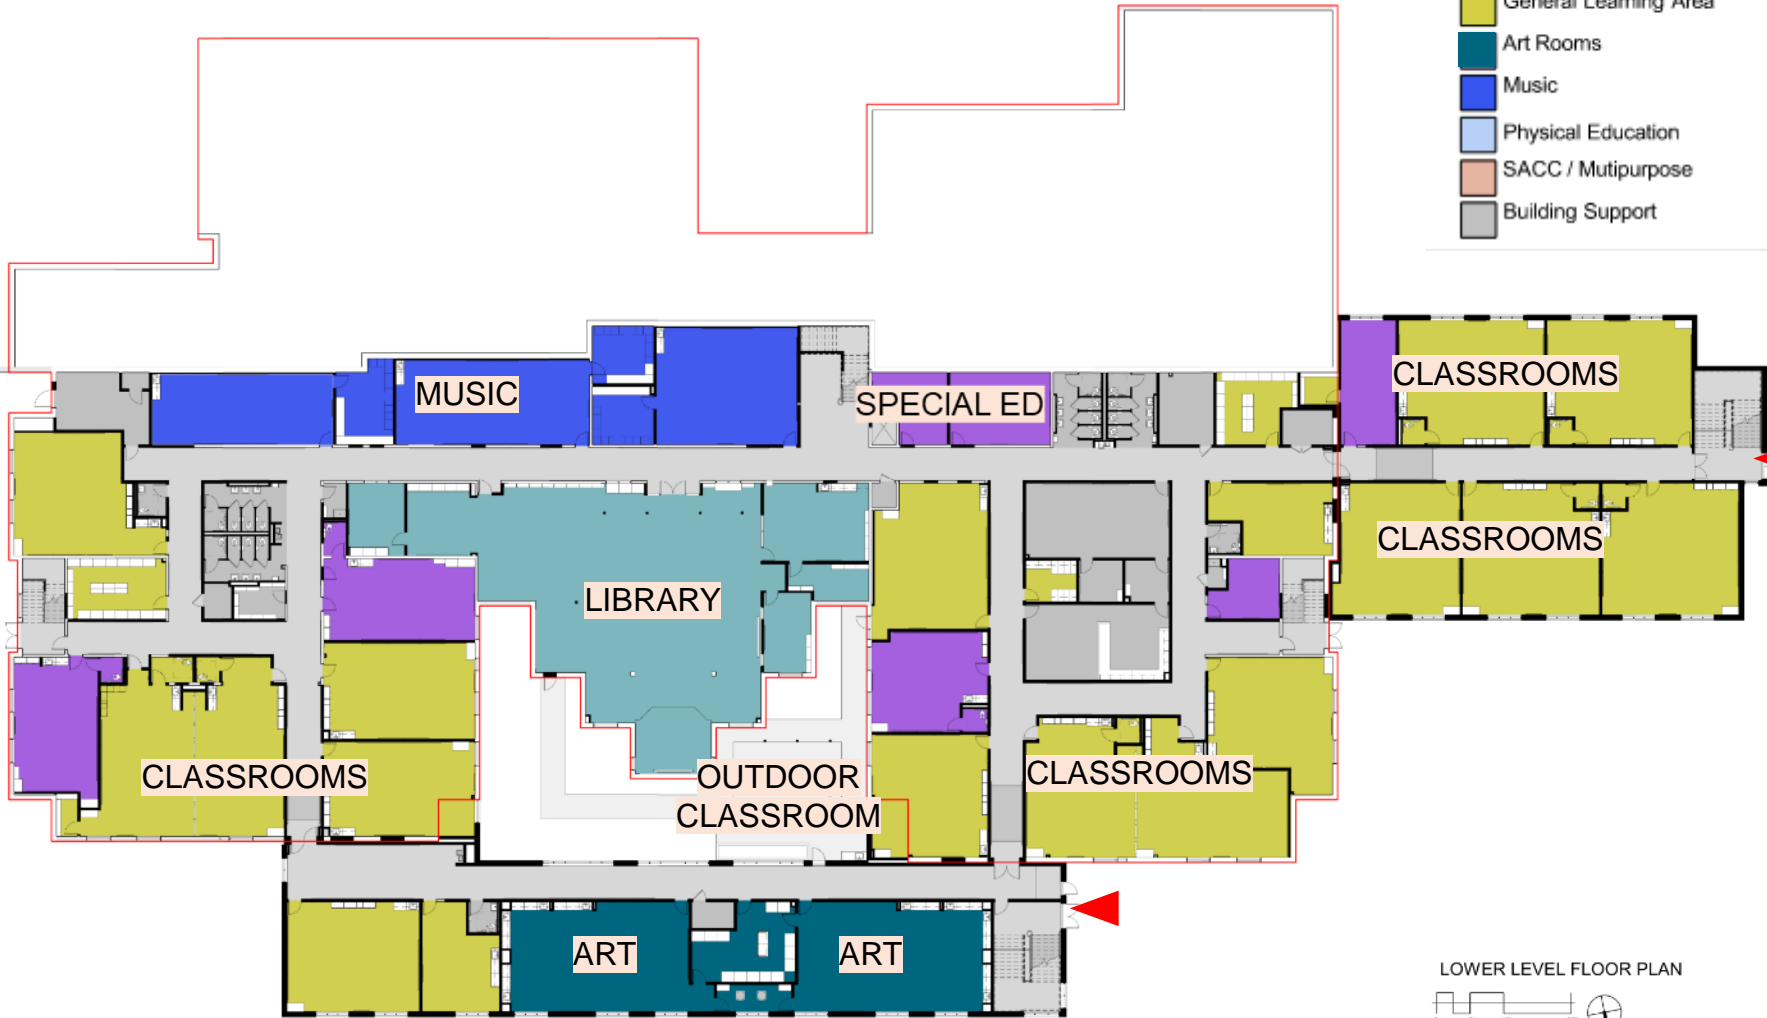 General Learning Area
Art Rooms
Music
Physical Education
SACC / Mutipurpose
Building Support
MUSIC
SPECIAL ED
CLASSROOMS
CLASSROOMS
LIBRARY
CLASSROOMS
OUTDOOR
CLASSROOM
CLASSROOMS
ART
ART
LOWER LEVEL FLOOR PLAN